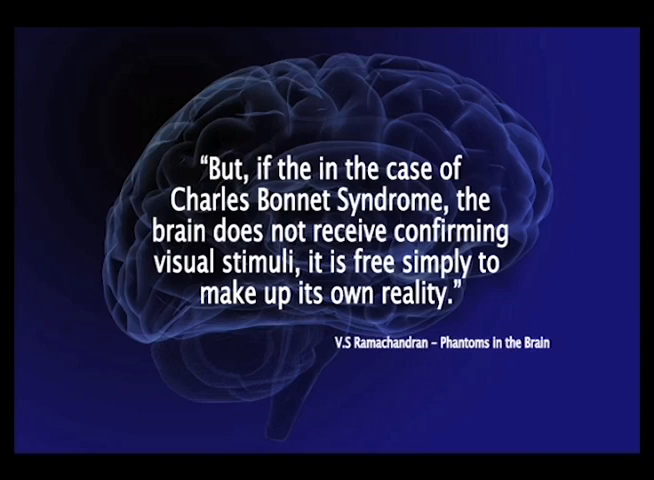 “But, if the in the case of
Charles Bonnet Syndrome, the
brain does not receive confirming
visual stimuli, it is free simply to
make up its own reality.”
V.S Ramachandran – Phantoms in the Brain